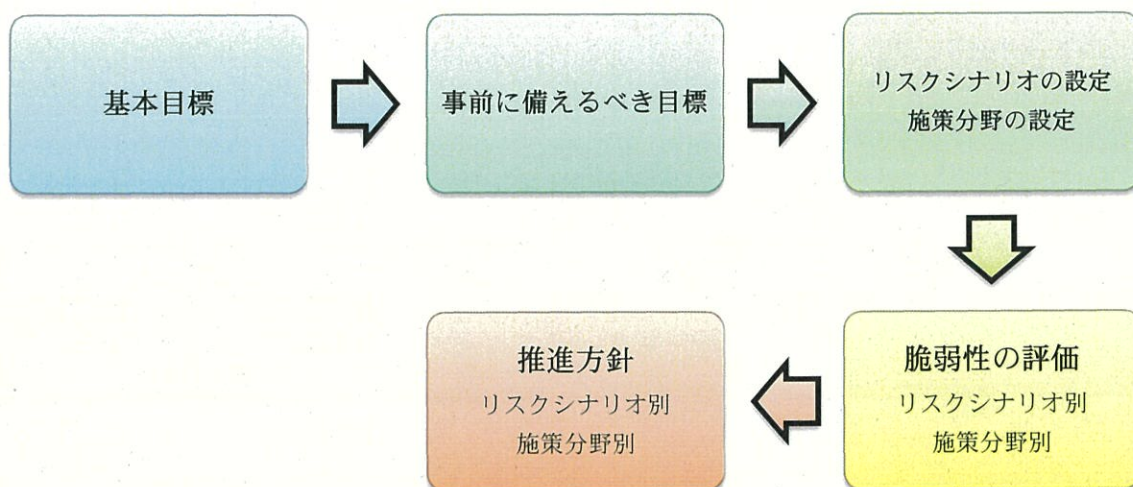 基本目標
事前に備えるべき目標
リスクシナリオの設定
施策分野の設定
脆弱性の評価
リスクシナリオ別
施策分野別
推進方針
リスクシナリオ別
施策分野別